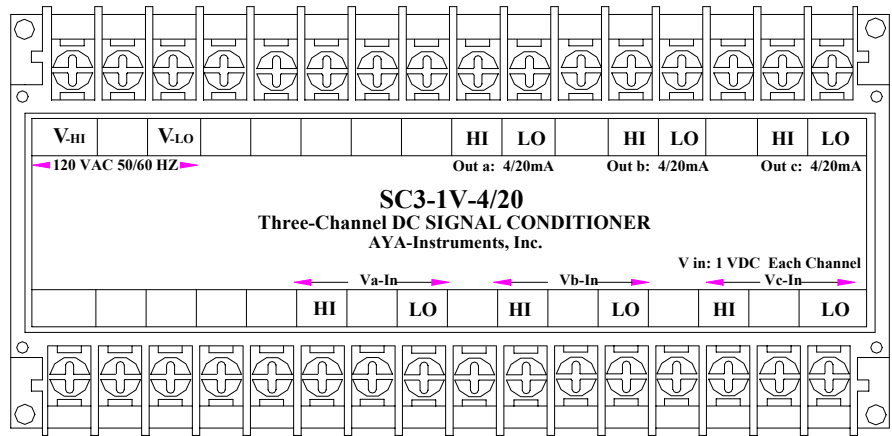 V-HI V-LO HI LO HI LO HI LO
120 VAC 50/60 HZ Out a: 4/20mA Out b: 4/20mA Out c: 4/20mA
SC3-1V-4/20
Three-Channel DC SIGNAL CONDITIONER
AYA-Instruments, Inc.
V in: 1 VDC Each Channel
Va-In Vb-In Vc-In
HI LO HI LO HI LO